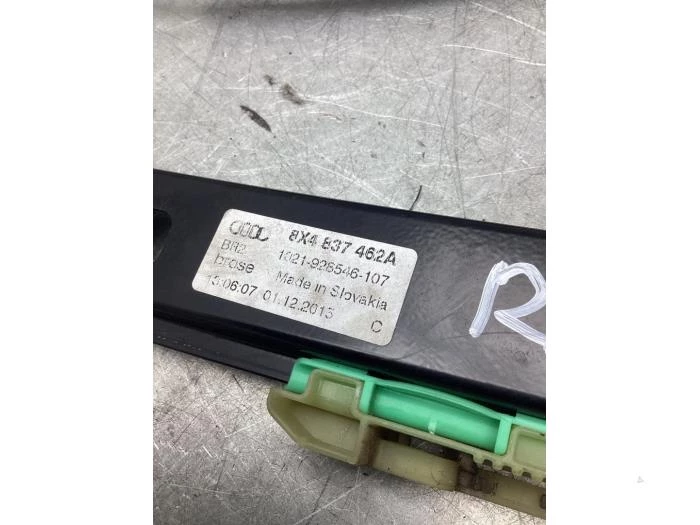 8X4 837 462A
BR2 1021-926546-107
brose Made in Slovakia
13:06:07 01.12.2015 C
R